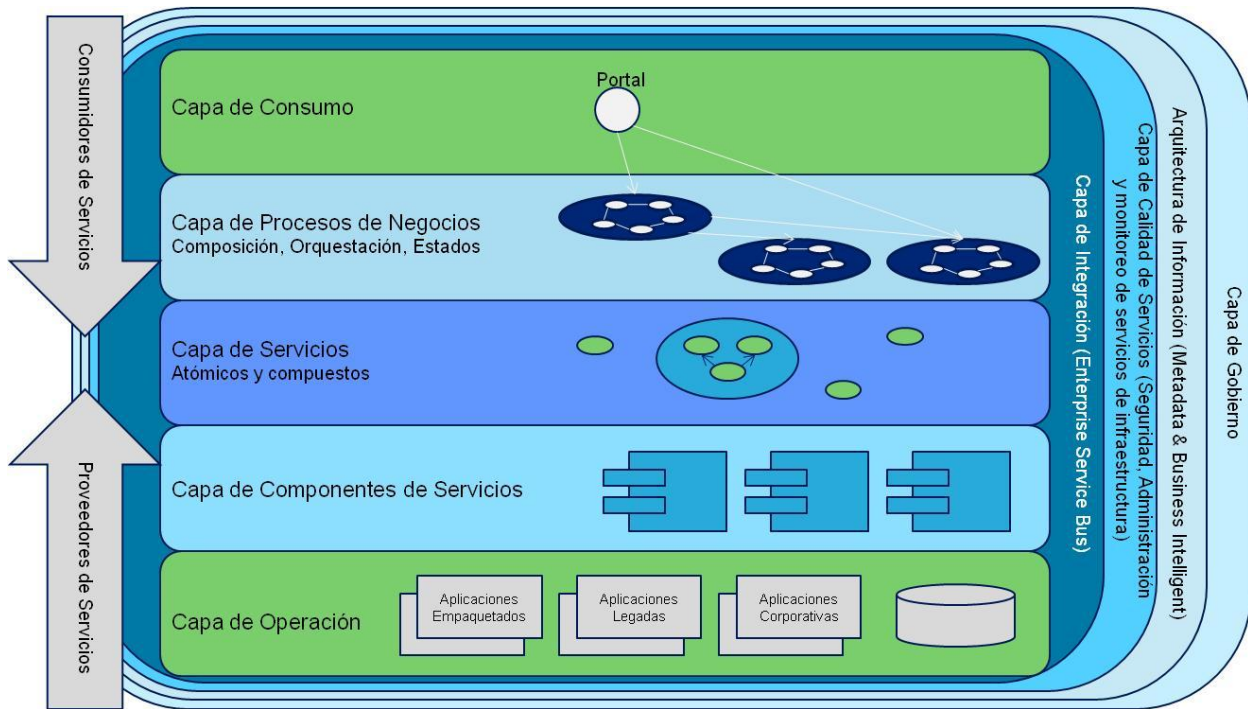 Consumidores de Servicios
Proveedores de Servicios
Capa de Consumo
Portal
Capa de Procesos de Negocios
Composición, Orquestación, Estados
Capa de Servicios
Atómicos y compuestos
Capa de Componentes de Servicios
Capa de Operación
Aplicaciones
Empaquetados
Aplicaciones
Legadas
Aplicaciones
Corporativas
Capa de Integración (Enterprise Service Bus)
Capa de Calidad de Servicios (Seguridad, Administración
y monitoreo de servicios de infraestructura)
Arquitectura de Información (Metadata & Business Intelligent)
Capa de Gobierno